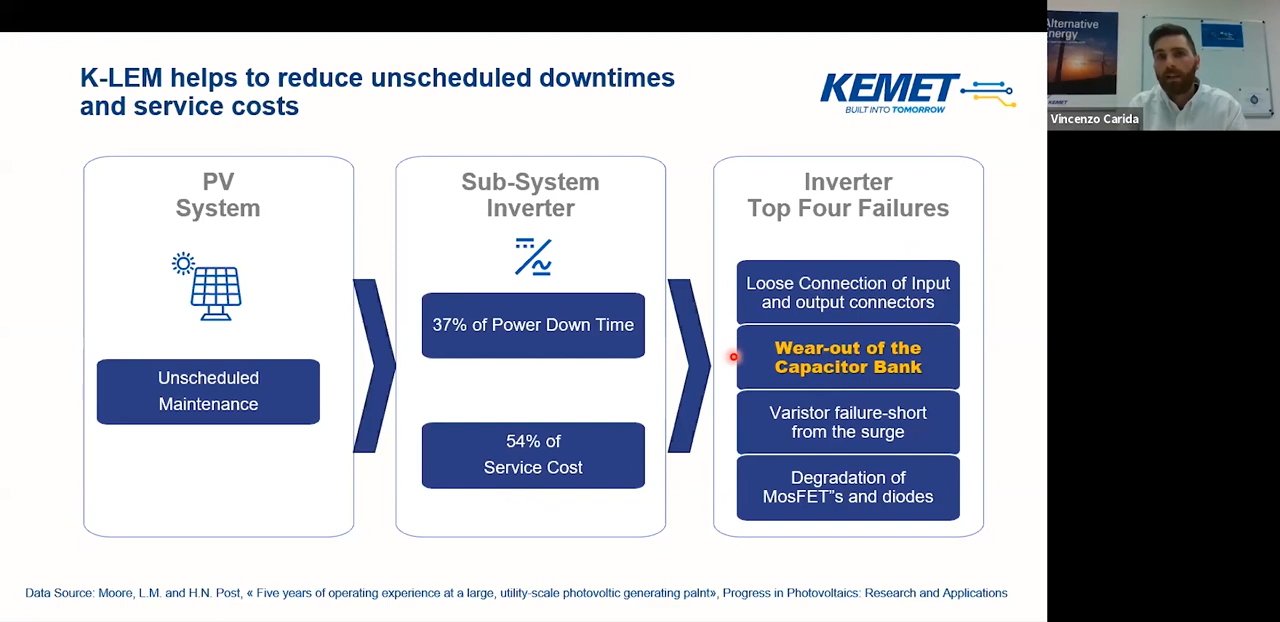 K-LEM helps to reduce unscheduled downtimes
and service costs
KEMET
BUILT INTO TOMORROW
PV
System
Unscheduled
Maintenance
Sub-System
Inverter
37% of Power Down Time
54% of
Service Cost
Inverter
Top Four Failures
Loose Connection of Input
and output connectors
Wear-out of the
Capacitor Bank
Varistor failure-short
from the surge
Degradation of
MosFET"s and diodes
Data Source: Moore, L.M. and H.N. Post, « Five years of operating experience at a large, utility-scale photovoltic generating palnt», Progress in Photovoltaics: Research and Applications
Alternative
Energy
KEMET
Vincenzo Carida